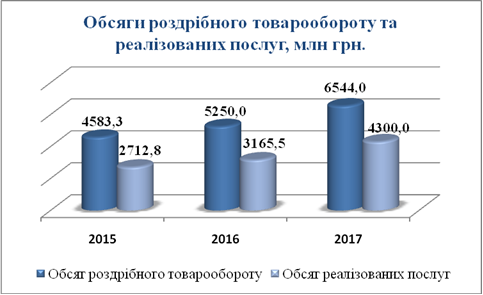 Обсяги роздрібного товарообороту та
реалізованих послуг, млн грн.
6544,0
5250,0
4583,3
4300,0
3165,5
2712,8
2015 2016 2017
Обсяг роздрібного товарообороту Обсяг реалізованих послуг